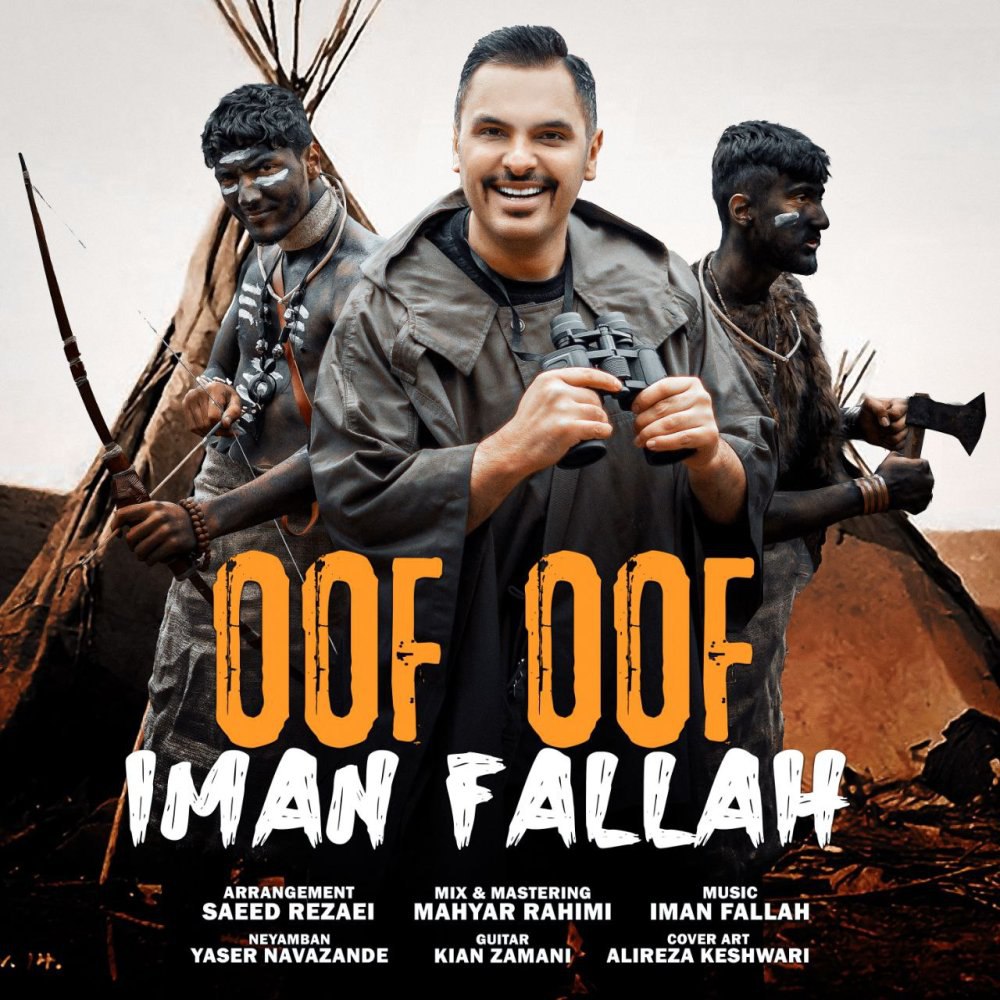 OOF OOF
IMAN FALLAH
ARRANGEMENT
SAEED REZAEI
MIX & MASTERING
MAHYAR RAHIMI
MUSIC
IMAN FALLAH
NEYAMBAN
YASER NAVAZANDE
GUITAR
KIAN ZAMANI
COVER ART
ALIREZA KESHWARI